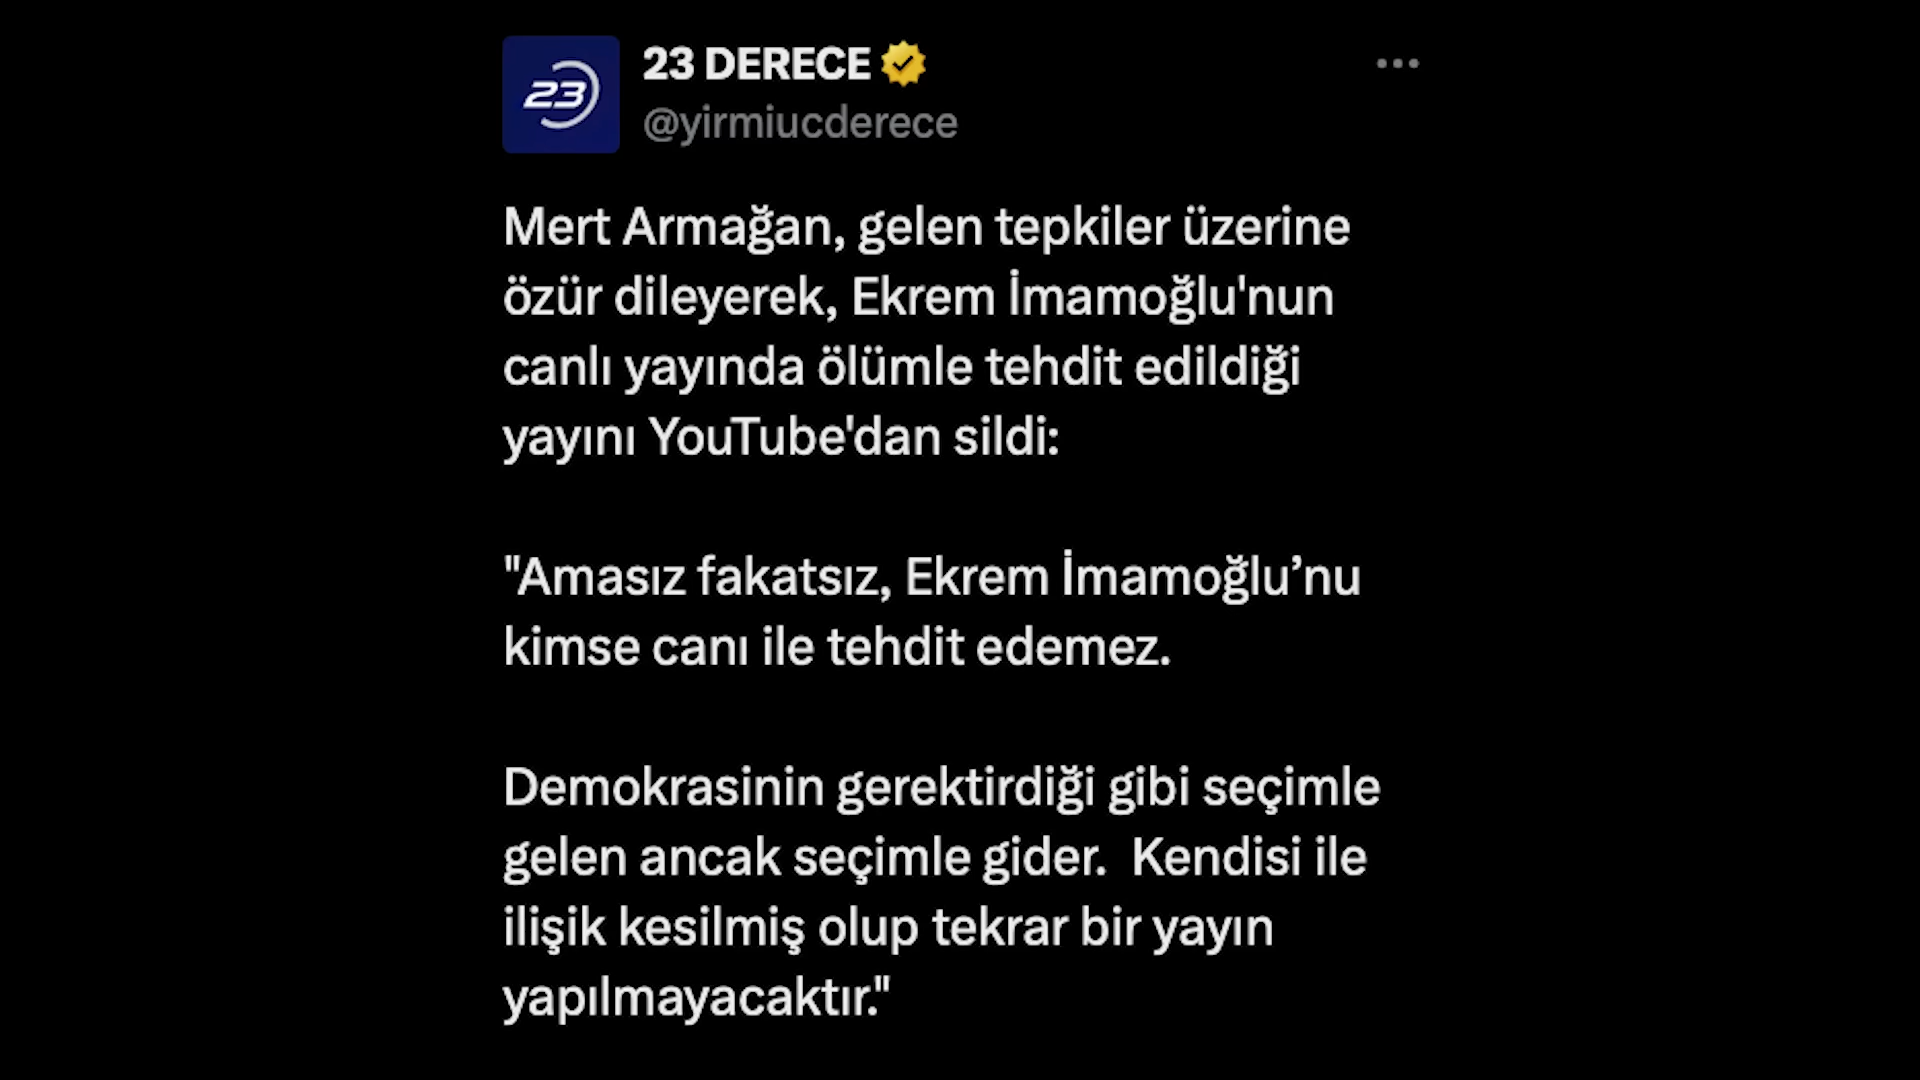 23
23 DERECE
@yirmiucderece
Mert Armağan, gelen tepkiler üzerine
özür dileyerek, Ekrem İmamoğlu'nun
canlı yayında ölümle tehdit edildiği
yayını YouTube'dan sildi:
"Amasız fakatsız, Ekrem İmamoğlu’nu
kimse canı ile tehdit edemez.
Demokrasinin gerektirdiği gibi seçimle
gelen ancak seçimle gider.  Kendisi ile
ilişik kesilmiş olup tekrar bir yayın
yapılmayacaktır."